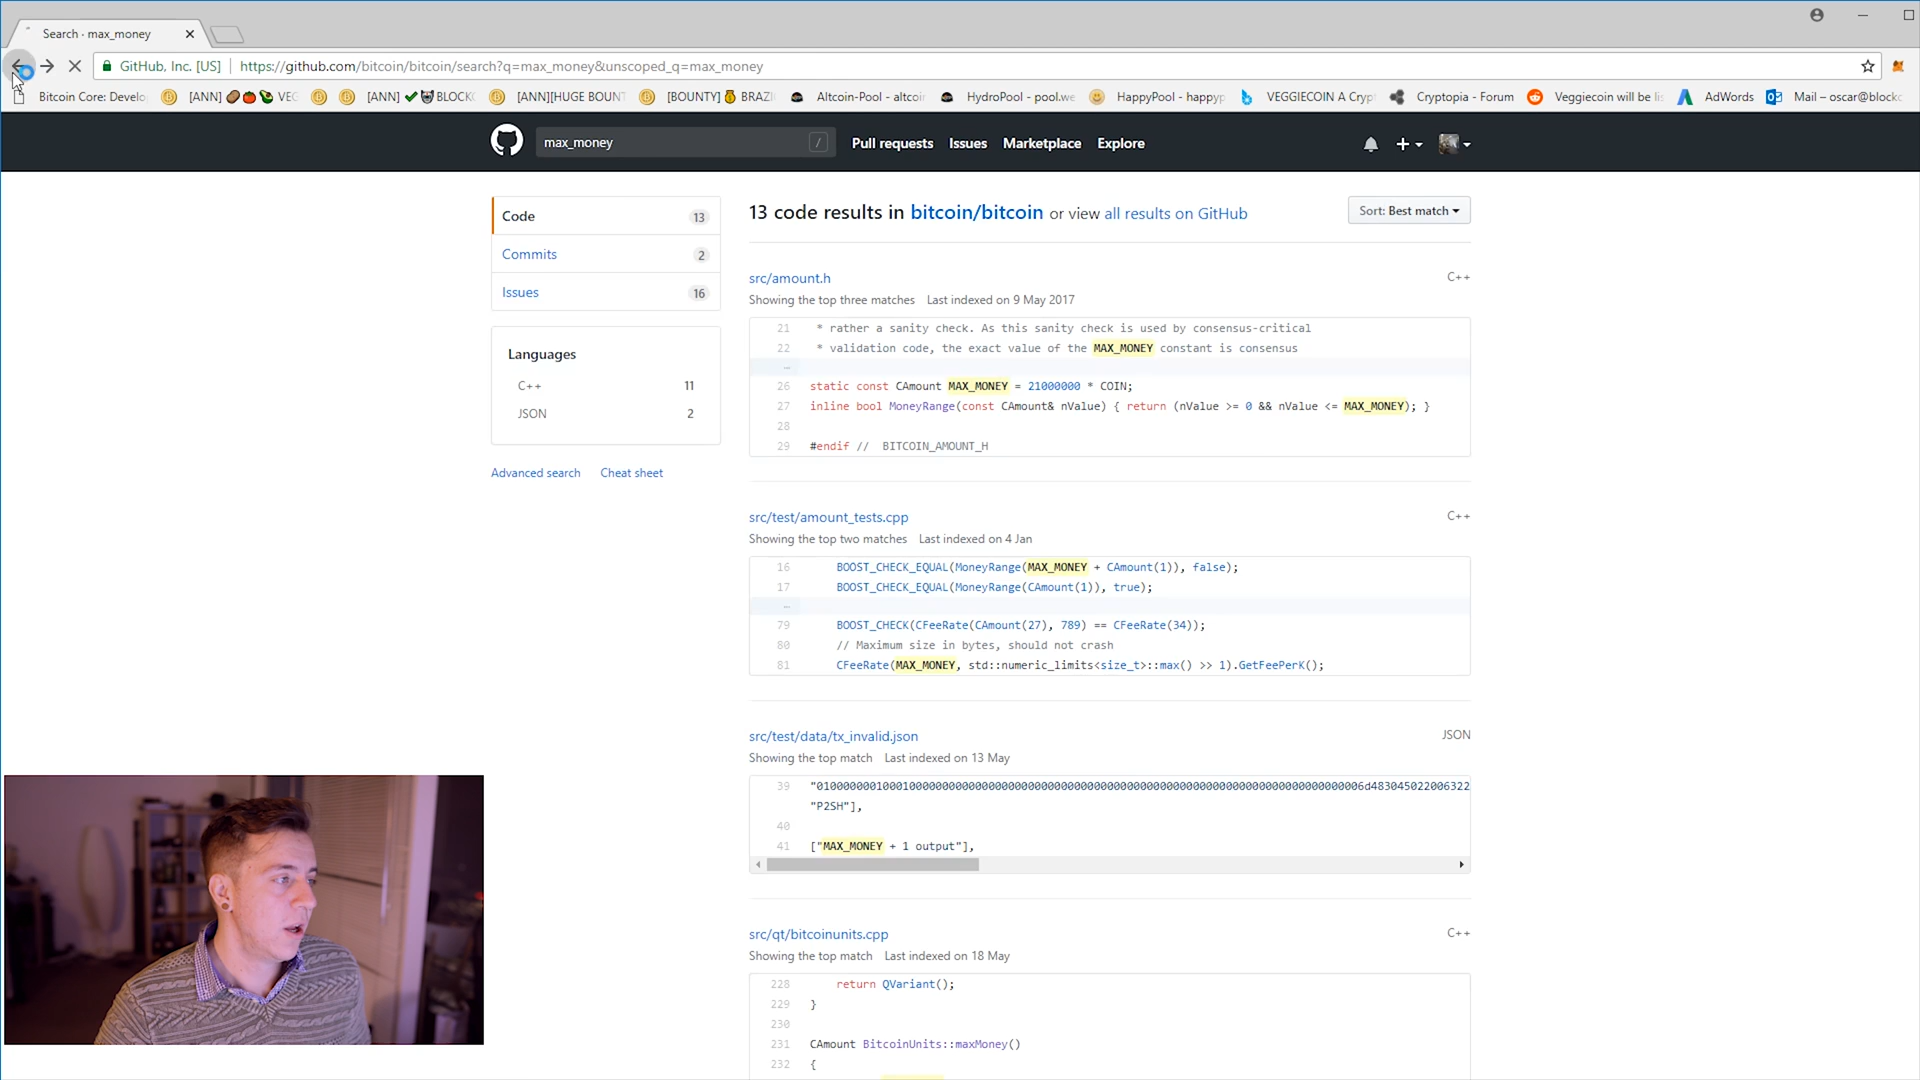 Search · max_money
GitHub, Inc. [US] https://github.com/bitcoin/bitcoin/search?q=max_money&unscoped_q=max_money
Bitcoin Core: Develo [ANN] VEG [ANN] BLOCK [ANN][HUGE BOUNT [BOUNTY] BRAZI Altcoin-Pool - altcoi HydroPool - pool.we HappyPool - happyp VEGGIECOIN A Cryp Cryptopia - Forum Veggiecoin will be lis AdWords Mail – oscar@block
max_money / Pull requests Issues Marketplace Explore
Code 13
Commits 2
Issues 16
Languages
C++ 11
JSON 2
Advanced search Cheat sheet
13 code results in bitcoin/bitcoin or view all results on GitHub
Sort: Best match
src/amount.h C++
Showing the top three matches Last indexed on 9 May 2017
21 * rather a sanity check. As this sanity check is used by consensus-critical
22 * validation code, the exact value of the MAX_MONEY constant is consensus
…
26 static const CAmount MAX_MONEY = 21000000 * COIN;
27 inline bool MoneyRange(const CAmount& nValue) { return (nValue >= 0 && nValue <= MAX_MONEY); }
28
29 #endif // BITCOIN_AMOUNT_H
src/test/amount_tests.cpp C++
Showing the top two matches Last indexed on 4 Jan
16 BOOST_CHECK_EQUAL(MoneyRange(MAX_MONEY + CAmount(1)), false);
17 BOOST_CHECK_EQUAL(MoneyRange(CAmount(1)), true);
…
79 BOOST_CHECK(CFeeRate(CAmount(27), 789) == CFeeRate(34));
80 // Maximum size in bytes, should not crash
81 CFeeRate(MAX_MONEY, std::numeric_limits<size_t>::max() >> 1).GetFeePerK();
src/test/data/tx_invalid.json JSON
Showing the top match Last indexed on 13 May
39
"P2SH"],
40
41 ["MAX_MONEY + 1 output"],
src/qt/bitcoinunits.cpp C++
Showing the top match Last indexed on 18 May
228 return QVariant();
229 }
230
231 CAmount BitcoinUnits::maxMoney()
232 {